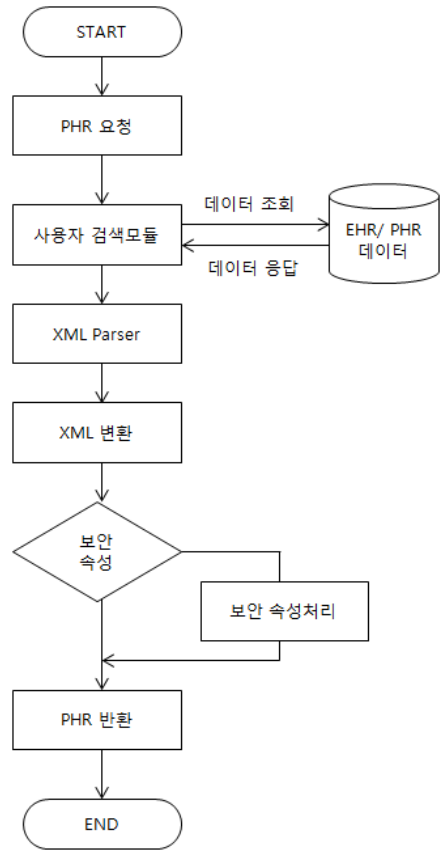 START
PHR 요청
데이터 조회
사용자 검색모듈
EHR/ PHR
데이터
데이터 응답
XML Parser
XML 변환
보안
속성
보안 속성처리
PHR 반환
END